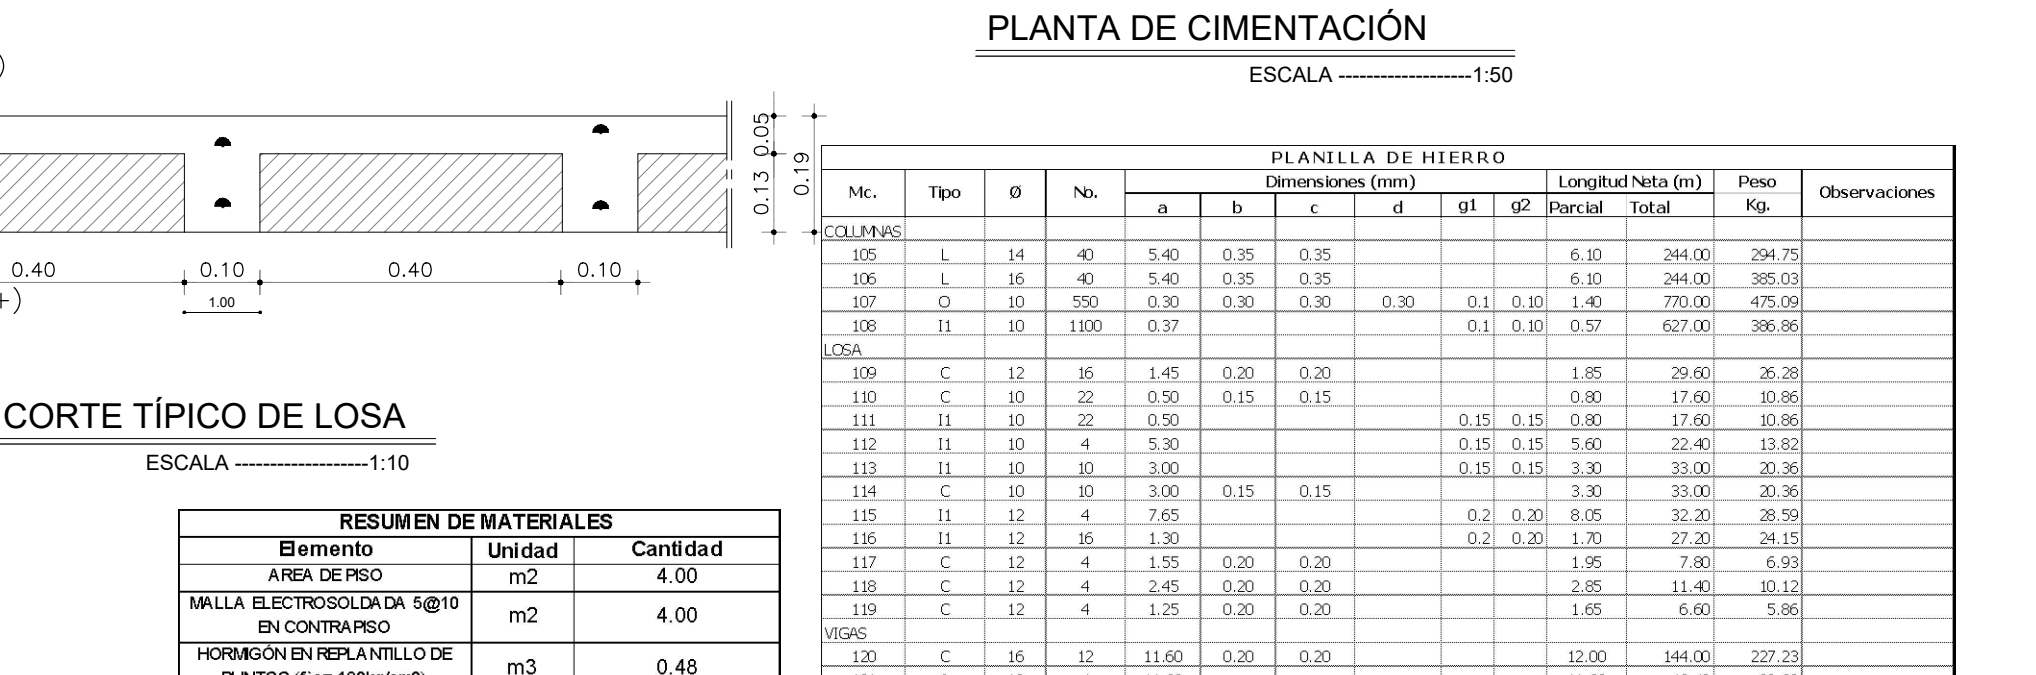 PLANTA DE CIMENTACIÓN
ESCALA -------------------1:50
)
0.05
0.13
0.19
0.40 0.10 0.40 0.10
+)
1.00
CORTE TÍPICO DE LOSA
ESCALA -------------------1:10
RESUMEN DE MATERIALES
Elemento Unidad Cantidad
AREA DE PISO m2 4.00
MALLA ELECTROSOLDADA 5@10
EN CONTRAPISO m2 4.00
HORMIGÓN EN REPLANTILLO DE
m3 0.48
PLANILLA DE HIERRO
Mc. Tipo Ø No. Dimensiones (mm) Longitud Neta (m) Peso Observaciones
a b c d g1 g2 Parcial Total Kg.
COLUMNAS
105 L 14 40 5.40 0.35 0.35 6.10 244.00 294.75
106 L 16 40 5.40 0.35 0.35 6.10 244.00 385.03
107 O 10 550 0.30 0.30 0.30 0.30 0.1 0.10 1.40 770.00 475.09
108 I1 10 1100 0.37 0.1 0.10 0.57 627.00 386.86
LOSA
109 C 12 16 1.45 0.20 0.20 1.85 29.60 26.28
110 C 10 22 0.50 0.15 0.15 0.80 17.60 10.86
111 I1 10 22 0.50 0.15 0.15 0.80 17.60 10.86
112 I1 10 4 5.30 0.15 0.15 5.60 22.40 13.82
113 I1 10 10 3.00 0.15 0.15 3.30 33.00 20.36
114 C 10 10 3.00 0.15 0.15 3.30 33.00 20.36
115 I1 12 4 7.65 0.2 0.20 8.05 32.20 28.59
116 I1 12 16 1.30 0.2 0.20 1.70 27.20 24.15
117 C 12 4 1.55 0.20 0.20 1.95 7.80 6.93
118 C 12 4 2.45 0.20 0.20 2.85 11.40 10.12
119 C 12 4 1.25 0.20 0.20 1.65 6.60 5.86
VIGAS
120 C 16 12 11.60 0.20 0.20 12.00 144.00 227.23